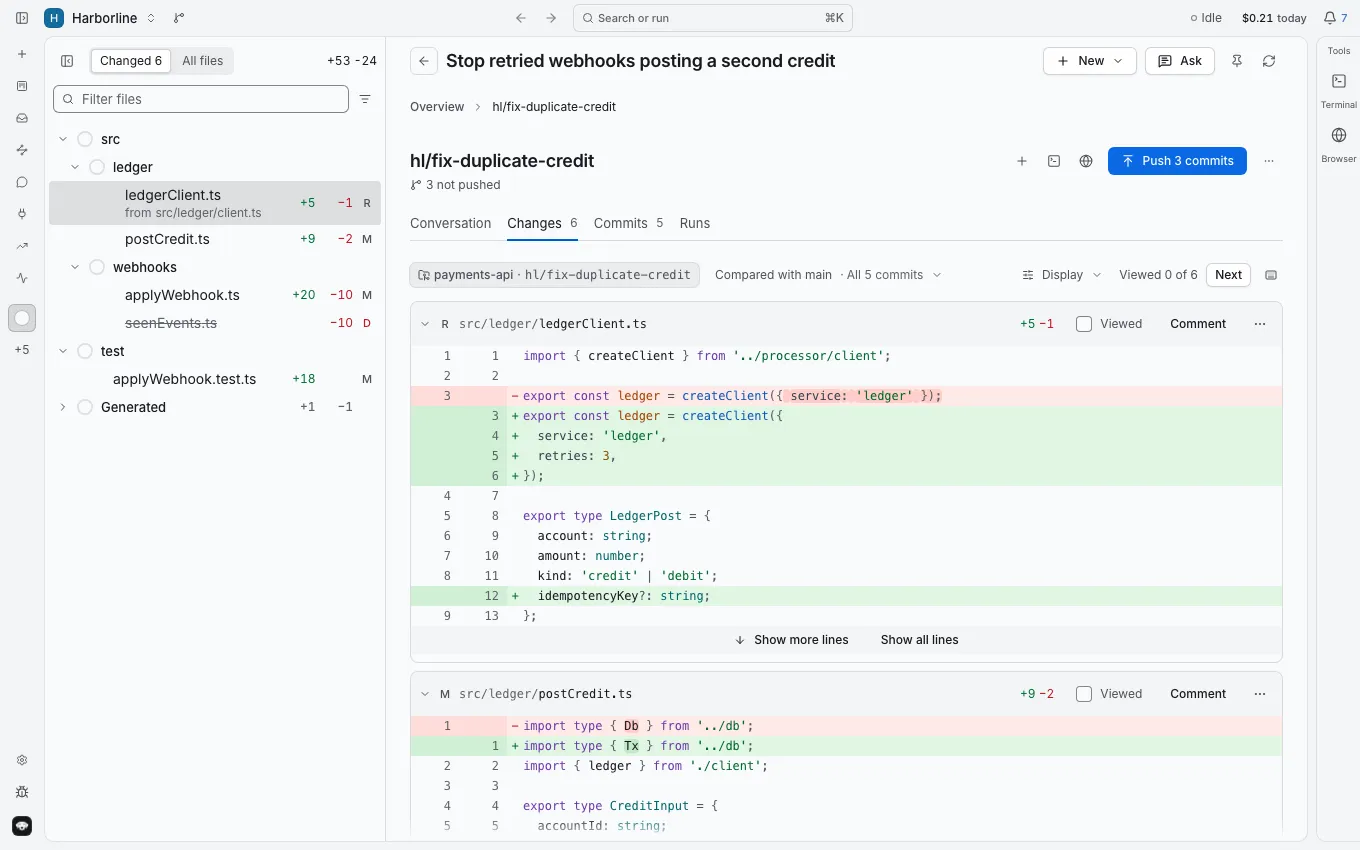 H Harborline
Search or run ⌘K
Idle $0.21 today 7
Changed 6 All files +53 -24
Filter files
src
ledger
ledgerClient.ts +5 −1 R
from src/ledger/client.ts
postCredit.ts +9 −2 M
webhooks
applyWebhook.ts +20 −10 M
seenEvents.ts −10 D
test
applyWebhook.test.ts +18 M
Generated +1 −1
+5
Stop retried webhooks posting a second credit
New Ask
Overview > hl/fix-duplicate-credit
hl/fix-duplicate-credit
Push 3 commits
3 not pushed
Conversation Changes 6 Commits 5 Runs
payments-api · hl/fix-duplicate-credit Compared with main · All 5 commits Display Viewed 0 of 6 Next
R src/ledger/ledgerClient.ts +5 −1 Viewed Comment
1 1 import { createClient } from '../processor/client';
2 2
3 − export const ledger = createClient({ service: 'ledger' });
3 + export const ledger = createClient({
4 + service: 'ledger',
5 + retries: 3,
6 + });
4 7
5 8 export type LedgerPost = {
6 9 account: string;
7 10 amount: number;
8 11 kind: 'credit' | 'debit';
12 + idempotencyKey?: string;
9 13 };
Show more lines Show all lines
M src/ledger/postCredit.ts +9 −2 Viewed Comment
1 − import type { Db } from '../db';
1 + import type { Tx } from '../db';
2 2 import { ledger } from './client';
3 3
4 4 export type CreditInput = {
5 5 accountId: string;
Tools
Terminal
Browser